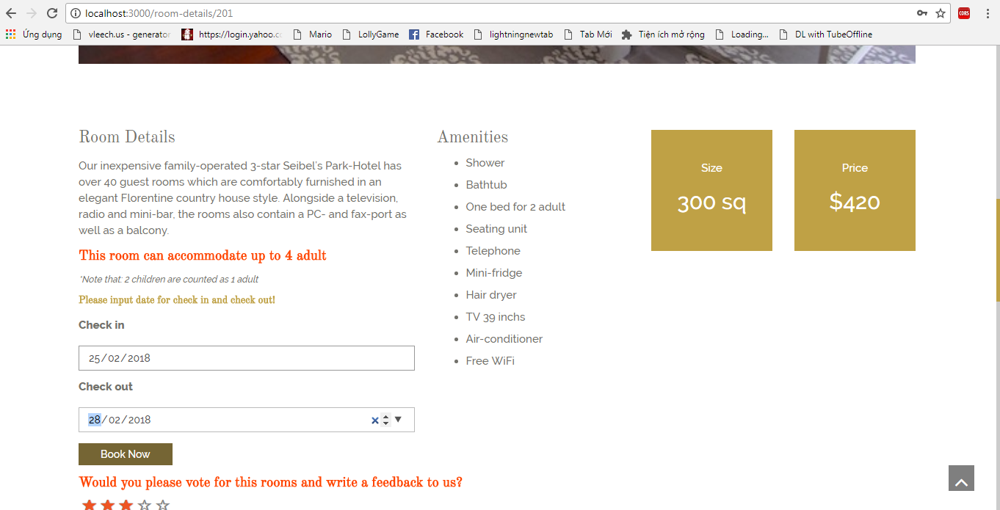 localhost:3000/room-details/201
CORS
Ứng dụng
vleech.us - generator
https://login.yahoo.c
Mario
LollyGame
Facebook
lightningnewtab
Tab Mới
Tiện ích mở rộng
Loading...
DL with TubeOffline
Room Details
Our inexpensive family-operated 3-star Seibel's Park-Hotel has
over 40 guest rooms which are comfortably furnished in an
elegant Florentine country house style. Alongside a television,
radio and mini-bar, the rooms also contain a PC- and fax-port as
well as a balcony.
This room can accommodate up to 4 adult
*Note that: 2 children are counted as 1 adult
Please input date for check in and check out!
Check in
25/02/2018
Check out
28/02/2018
Book Now
Would you please vote for this rooms and write a feedback to us?
Amenities
Shower
Bathtub
One bed for 2 adult
Seating unit
Telephone
Mini-fridge
Hair dryer
TV 39 inchs
Air-conditioner
Free WiFi
Size
300 sq
Price
$420